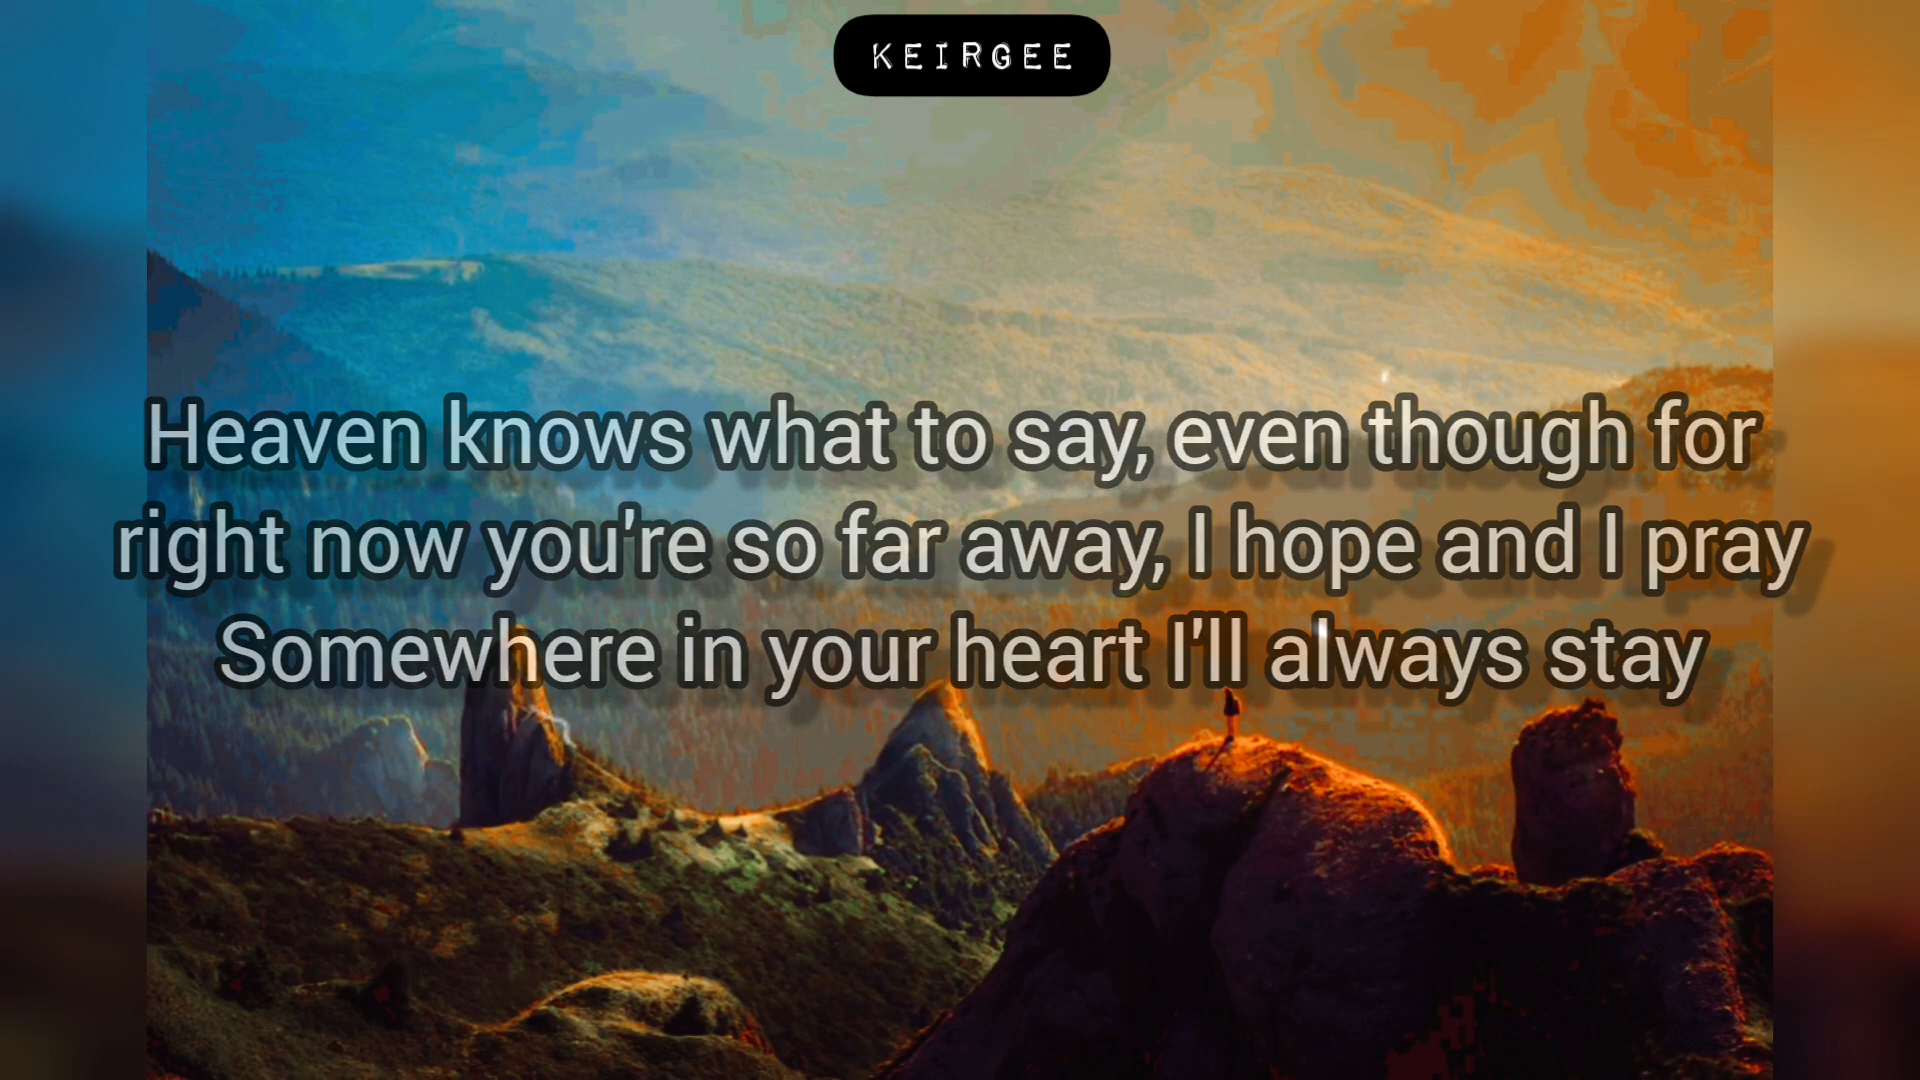 KEIRGEE
Heaven knows what to say, even though for
right now you're so far away, I hope and I pray
Somewhere in your heart I'll always stay